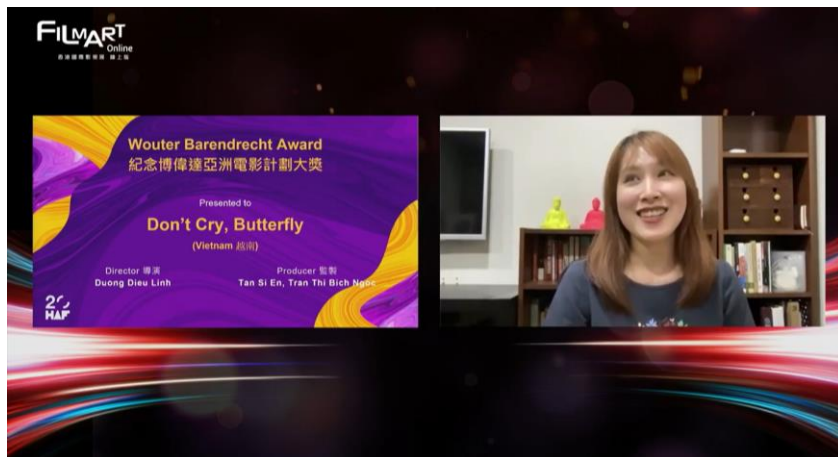 FILMART
Online
香港國際影視展 線上版
Wouter Barendrecht Award
紀念博偉達亞洲電影計劃大獎
Presented to
Don't Cry, Butterfly
(Vietnam 越南)
Director 導演
Duong Dieu Linh
Producer 監製
Tan Si En, Tran Thi Bich Ngoc
20
HAF